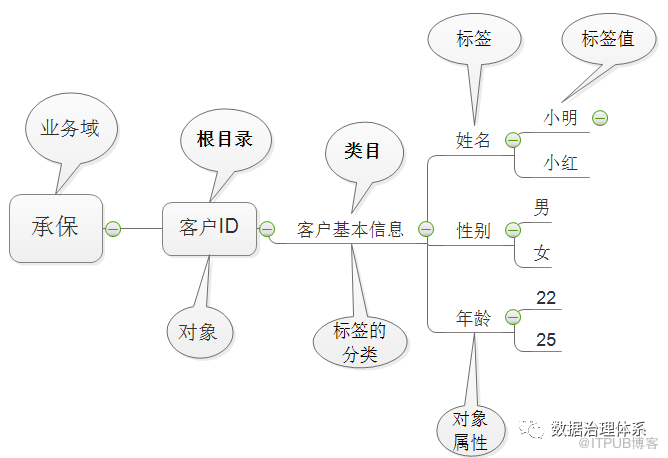 标签
标签值
业务域
根目录
类目
小明
姓名
小红
承保
客户ID
客户基本信息
男
性别
女
对象
标签的
分类
22
年龄
25
对象
属性
数据治理体系
@ITPUB博客